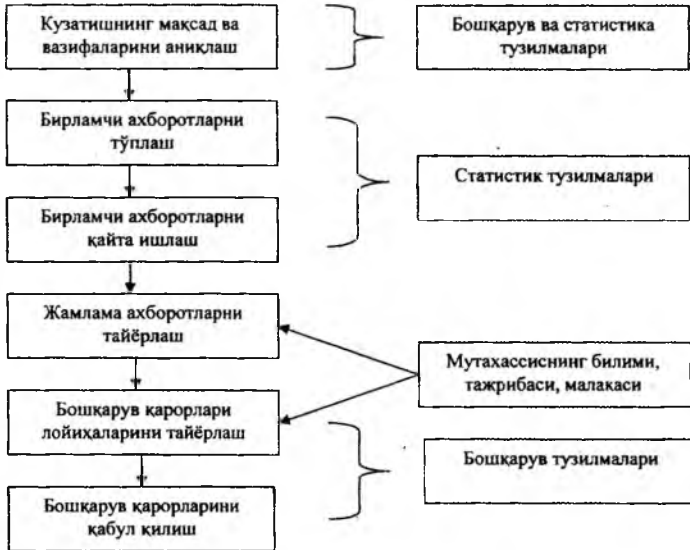 Кузатишнинг мақсад ва
вазифаларини аниқлаш
Бошқарув ва статистика
тузилмалари
Бирламчи ахборотларни
тўплаш
Статистик тузилмалари
Бирламчи ахборотларни
қайта ишлаш
Жамлама ахборотларни
тайёрлаш
Мутахассиснинг билими,
тажрибаси, малакаси
Бошқарув қарорлари
лойиҳаларини тайёрлаш
Бошқарув тузилмалари
Бошқарув қарорларини
қабул қилиш